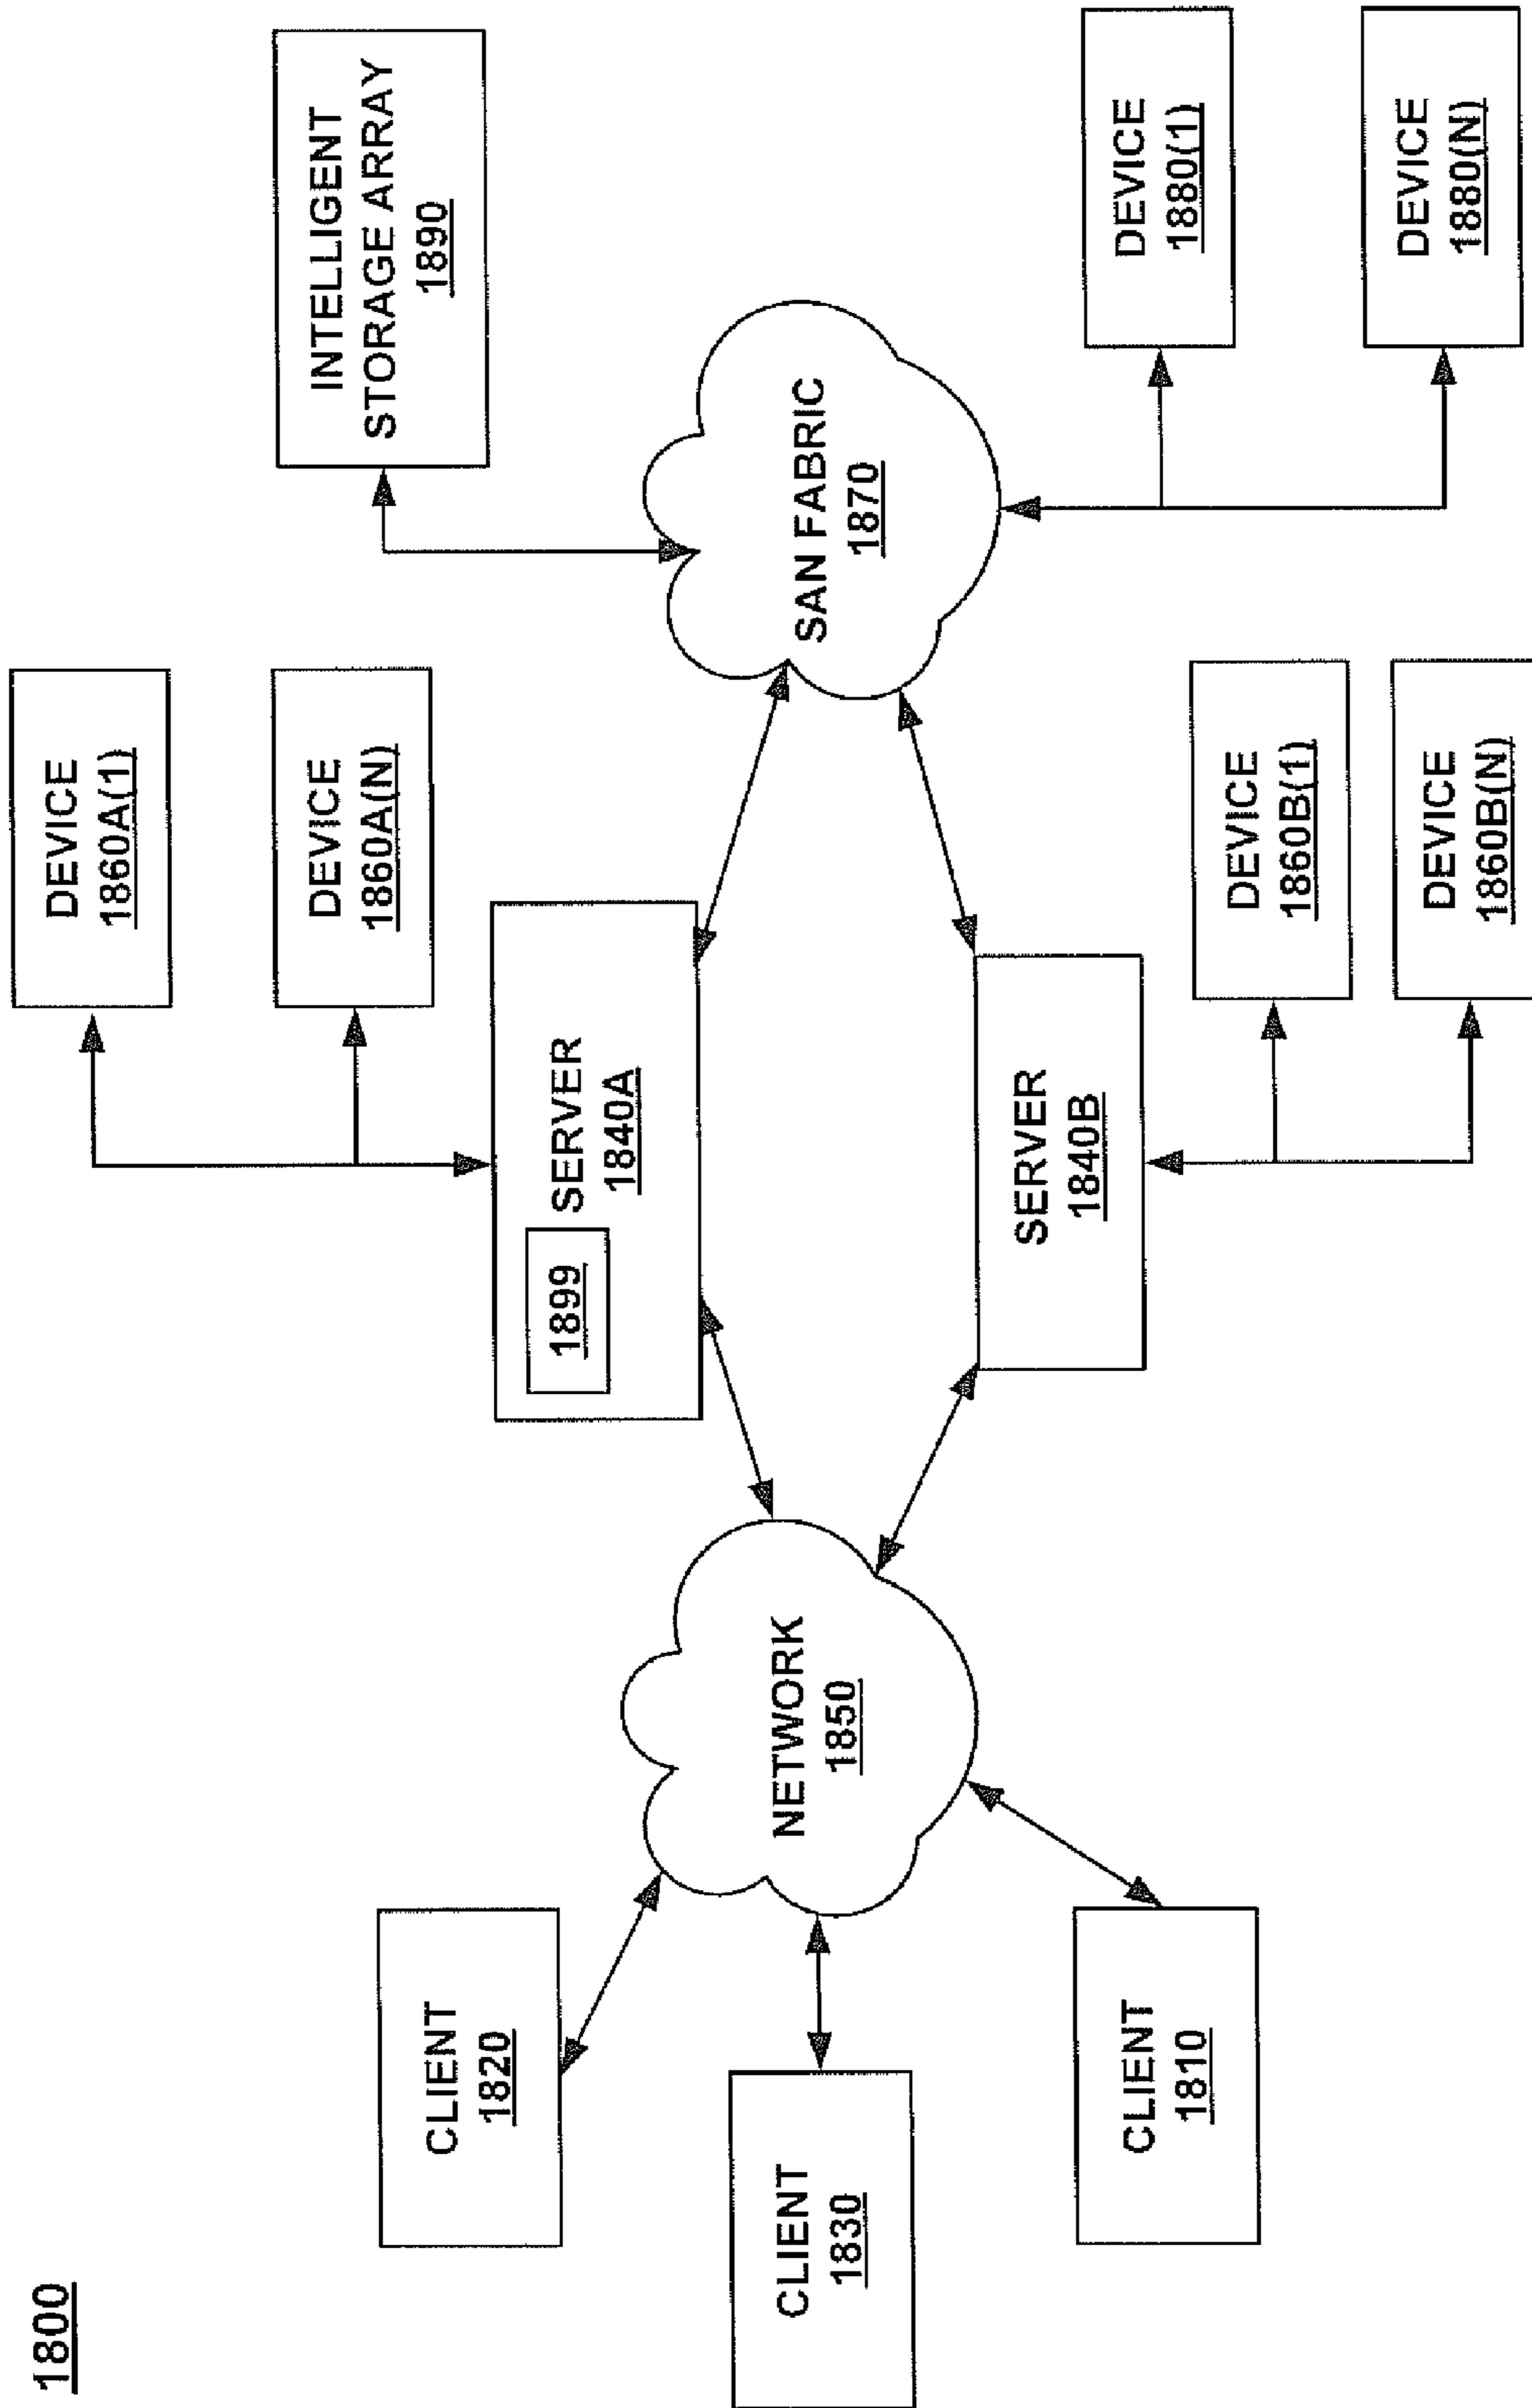 1800
CLIENT
1820
CLIENT
1830
CLIENT
1810
NETWORK
1850
1899
SERVER
1840A
SERVER
1840B
DEVICE
1860A(1)
DEVICE
1860A(N)
DEVICE
1860B(1)
DEVICE
1860B(N)
SAN FABRIC
1870
INTELLIGENT
STORAGE ARRAY
1890
DEVICE
1880(1)
DEVICE
1880(N)